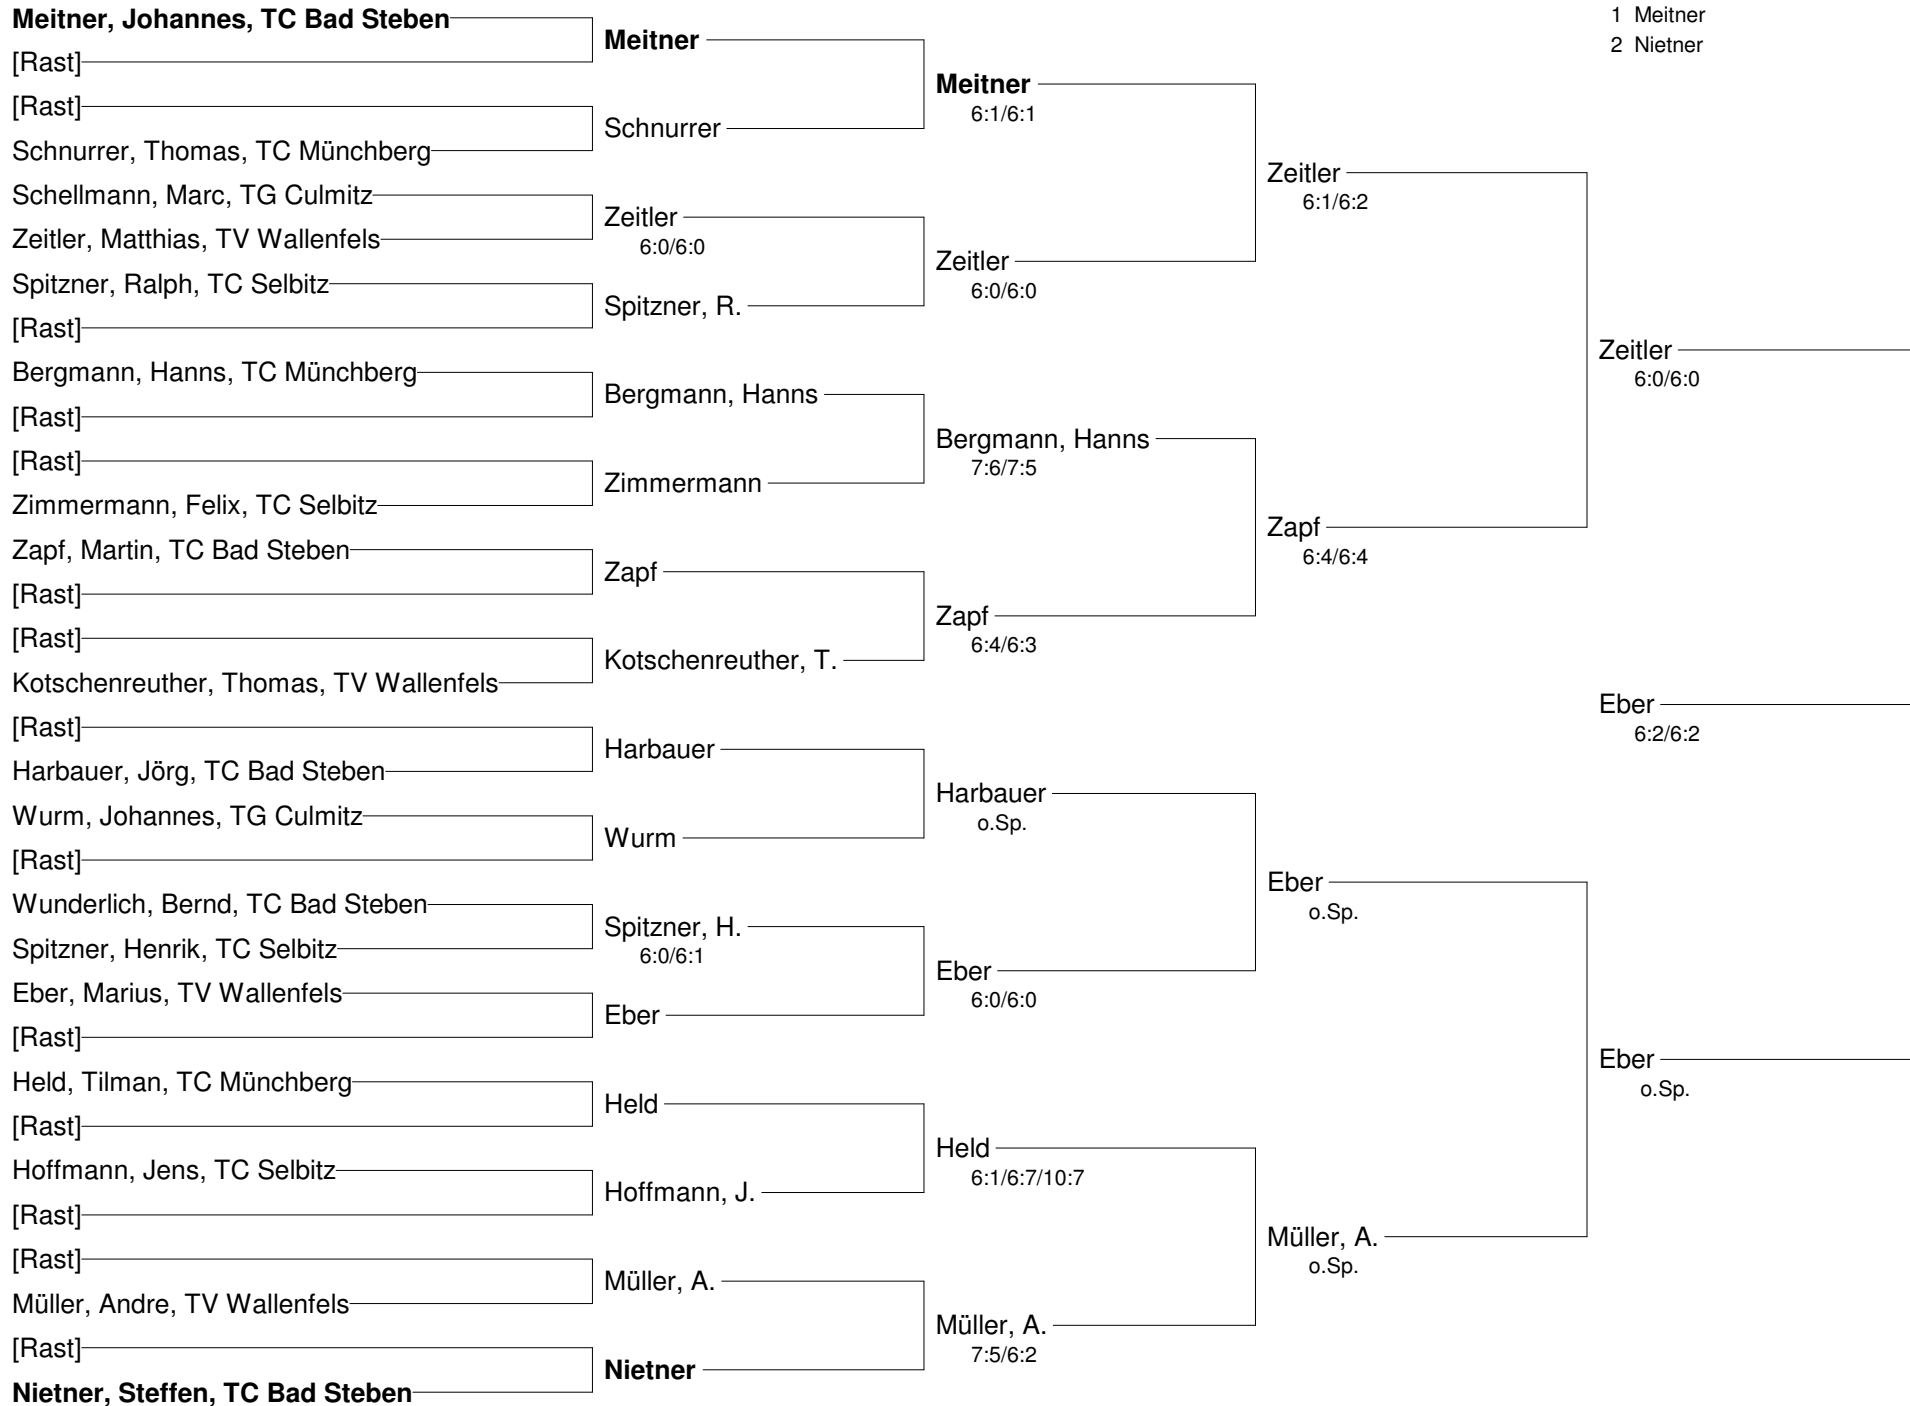 Meitner, Johannes, TC Bad Steben
[Rast]
[Rast]
Schnurrer, Thomas, TC Münchberg
Schellmann, Marc, TG Culmitz
Zeitler, Matthias, TV Wallenfels
Spitzner, Ralph, TC Selbitz
[Rast]
Bergmann, Hanns, TC Münchberg
[Rast]
[Rast]
Zimmermann, Felix, TC Selbitz
Zapf, Martin, TC Bad Steben
[Rast]
[Rast]
Kotschenreuther, Thomas, TV Wallenfels
[Rast]
Harbauer, Jörg, TC Bad Steben
Wurm, Johannes, TG Culmitz
[Rast]
Wunderlich, Bernd, TC Bad Steben
Spitzner, Henrik, TC Selbitz
Eber, Marius, TV Wallenfels
[Rast]
Held, Tilman, TC Münchberg
[Rast]
Hoffmann, Jens, TC Selbitz
[Rast]
[Rast]
Müller, Andre, TV Wallenfels
[Rast]
Nietner, Steffen, TC Bad Steben
Meitner
Schnurrer
Zeitler
6:0/6:0
Spitzner, R.
Bergmann, Hanns
Zimmermann
Zapf
Kotschenreuther, T.
Harbauer
Wurm
Spitzner, H.
6:0/6:1
Eber
Held
Hoffmann, J.
Müller, A.
Nietner
Meitner
6:1/6:1
Zeitler
6:0/6:0
Bergmann, Hanns
7:6/7:5
Zapf
6:4/6:3
Harbauer
o.Sp.
Eber
6:0/6:0
Held
6:1/6:7/10:7
Müller, A.
7:5/6:2
Zeitler
6:1/6:2
Zapf
6:4/6:4
Eber
o.Sp.
Müller, A.
o.Sp.
1 Meitner
2 Nietner
Zeitler
6:0/6:0
Eber
6:2/6:2
Eber
o.Sp.